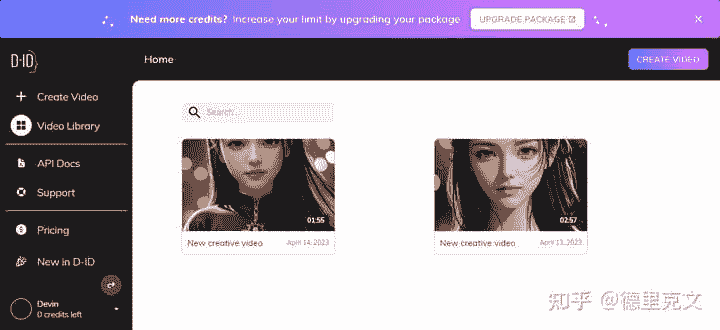 Need more credits? Increase your limit by upgrading your package UPGRADE PACKAGE
D-ID
Home
CREATE VIDEO
Create Video
Video Library
API Docs
Support
Pricing
New in D-ID
Devin
0 credits left
Search...
01:55
New creative video April 14, 2023
02:57
New creative video April 13, 2023
知乎 @德里克文